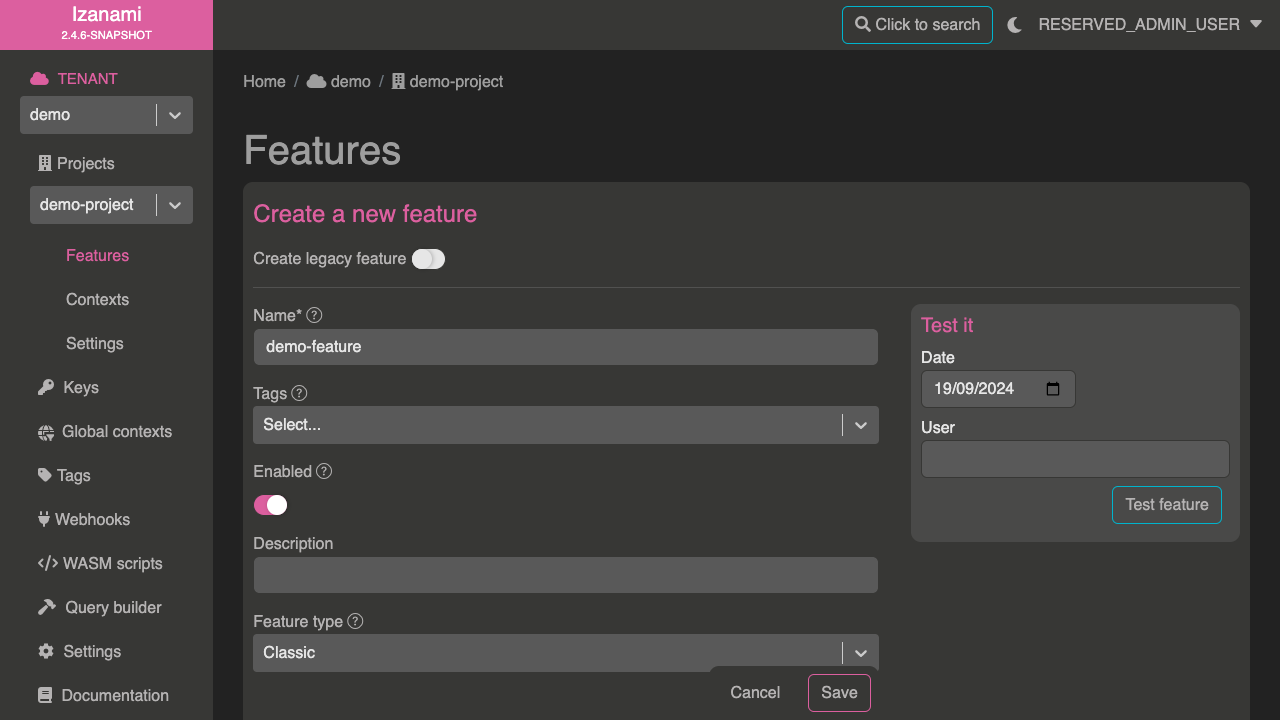 Izanami
2.4.6-SNAPSHOT
Click to search
RESERVED_ADMIN_USER
TENANT
demo
Projects
demo-project
Features
Contexts
Settings
Keys
Global contexts
Tags
Webhooks
WASM scripts
Query builder
Settings
Documentation
Home / demo / demo-project
Features
Create a new feature
Create legacy feature
Name* ?
demo-feature
Tags ?
Select...
Enabled ?
Description
Feature type ?
Classic
Cancel
Save
Test it
Date
19/09/2024
User
Test feature